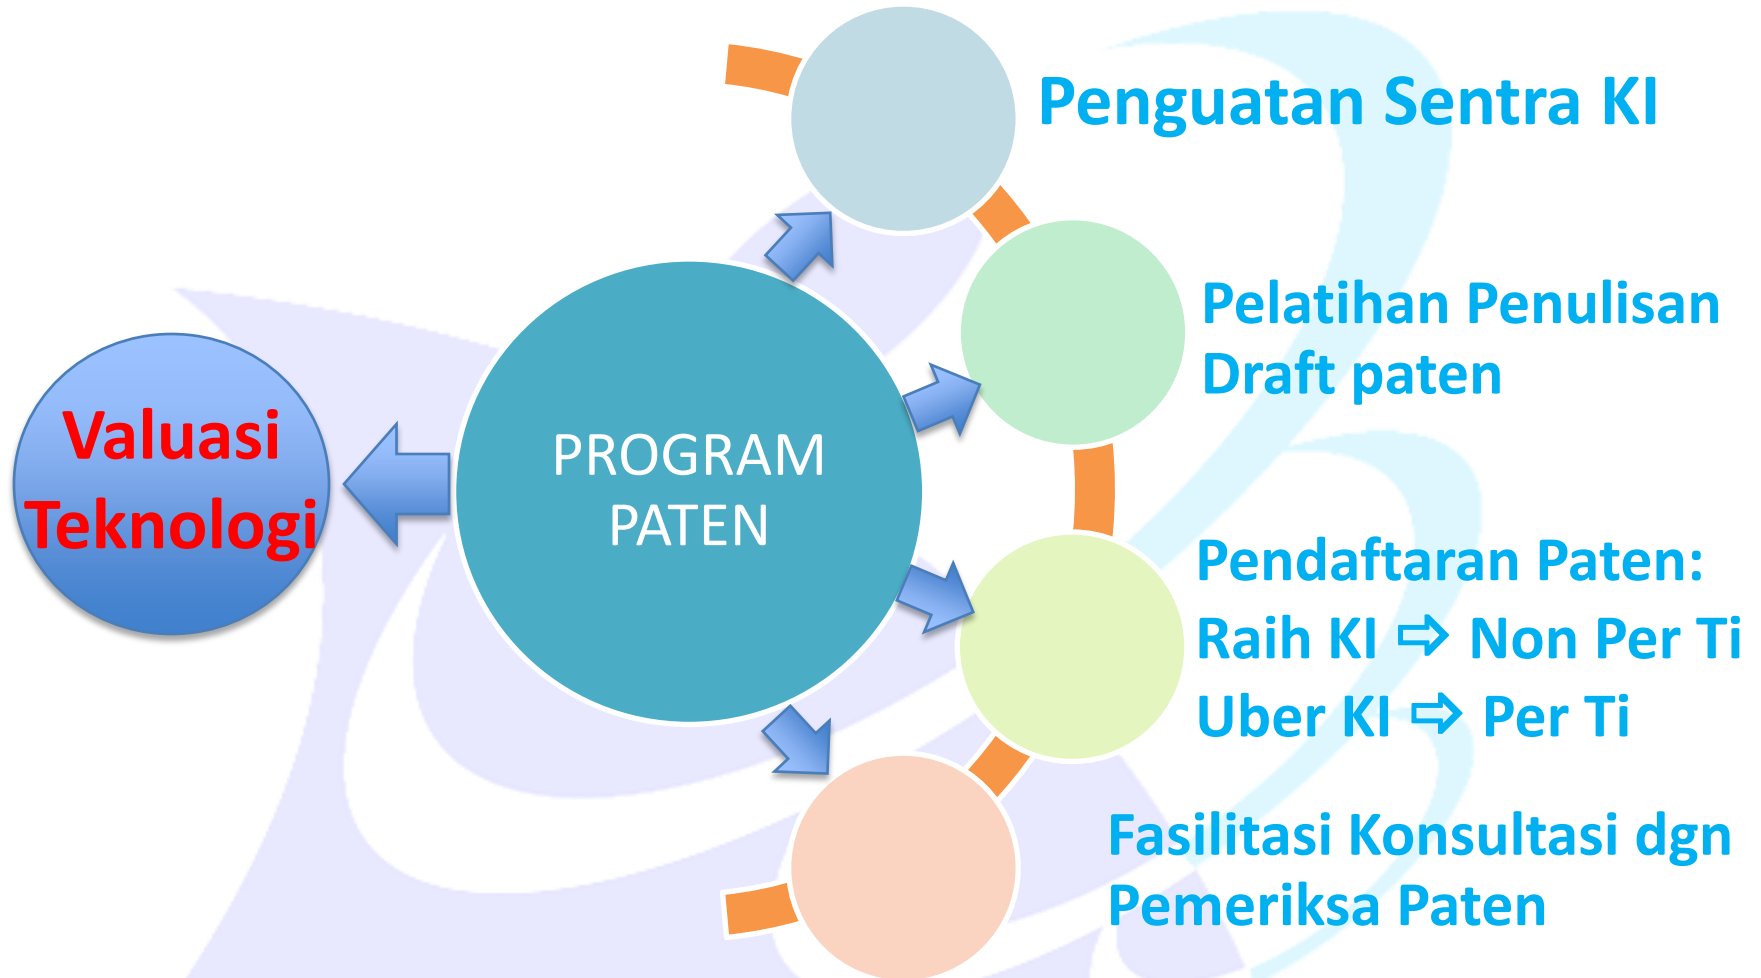 Penguatan Sentra KI
Pelatihan Penulisan
Draft paten
PROGRAM
PATEN
Valuasi
Teknologi
Pendaftaran Paten:
Raih KI ⇨ Non Per Ti
Uber KI ⇨ Per Ti
Fasilitasi Konsultasi dgn
Pemeriksa Paten